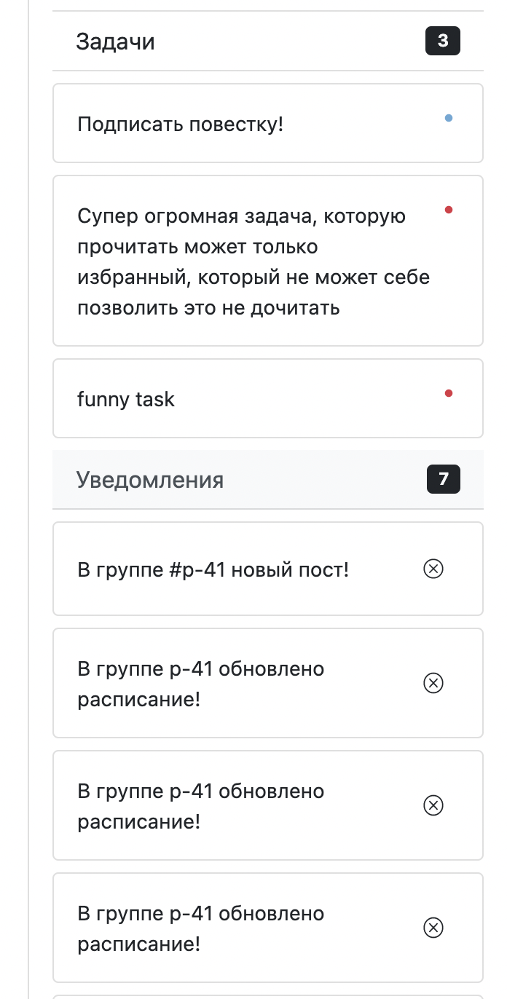 Задачи 3
Подписать повестку!
Супер огромная задача, которую
прочитать может только
избранный, который не может себе
позволить это не дочитать
funny task
Уведомления 7
В группе #р-41 новый пост!
В группе р-41 обновлено
расписание!
В группе р-41 обновлено
расписание!
В группе р-41 обновлено
расписание!